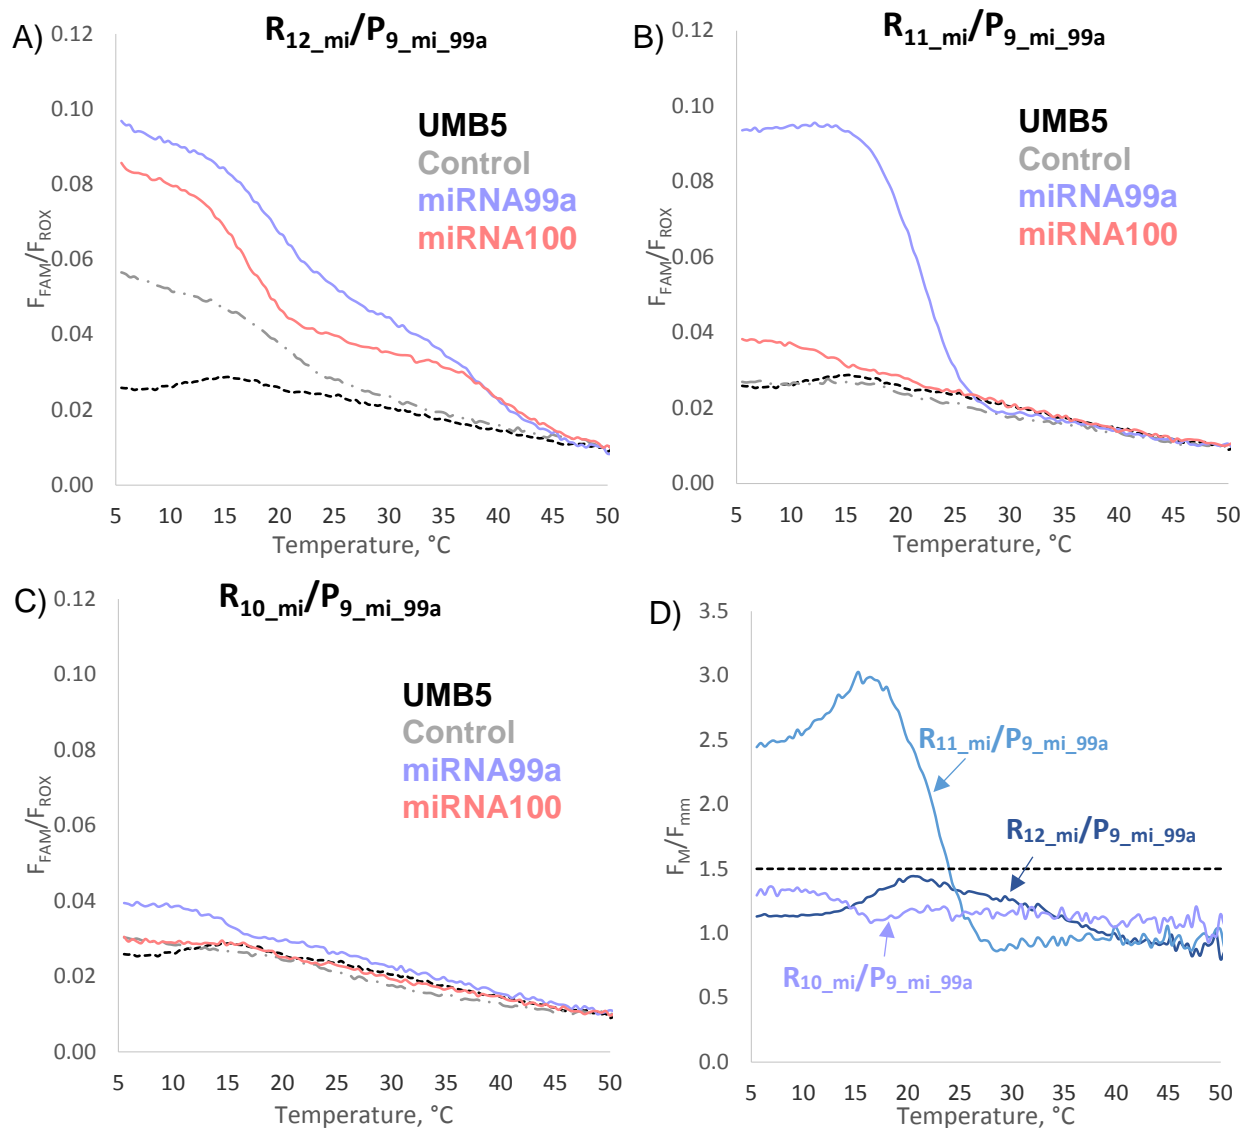 A)
R12_mi/P9_mi_99a
0.12
0.10
0.08
0.06
0.04
0.02
0.00
FFAM/FROX
UMB5
Control
miRNA99a
miRNA100
5 10 15 20 25 30 35 40 45 50
Temperature, °C
B)
R11_mi/P9_mi_99a
0.12
0.10
0.08
0.06
0.04
0.02
0.00
FFAM/FROX
UMB5
Control
miRNA99a
miRNA100
5 10 15 20 25 30 35 40 45 50
Temperature, °C
C)
R10_mi/P9_mi_99a
0.12
0.10
0.08
0.06
0.04
0.02
0.00
FFAM/FROX
UMB5
Control
miRNA99a
miRNA100
5 10 15 20 25 30 35 40 45 50
Temperature, °C
D)
3.5
3.0
2.5
2.0
1.5
1.0
0.5
0.0
FM/Fmm
R11_mi/P9_mi_99a
R12_mi/P9_mi_99a
R10_mi/P9_mi_99a
5 10 15 20 25 30 35 40 45 50
Temperature, °C